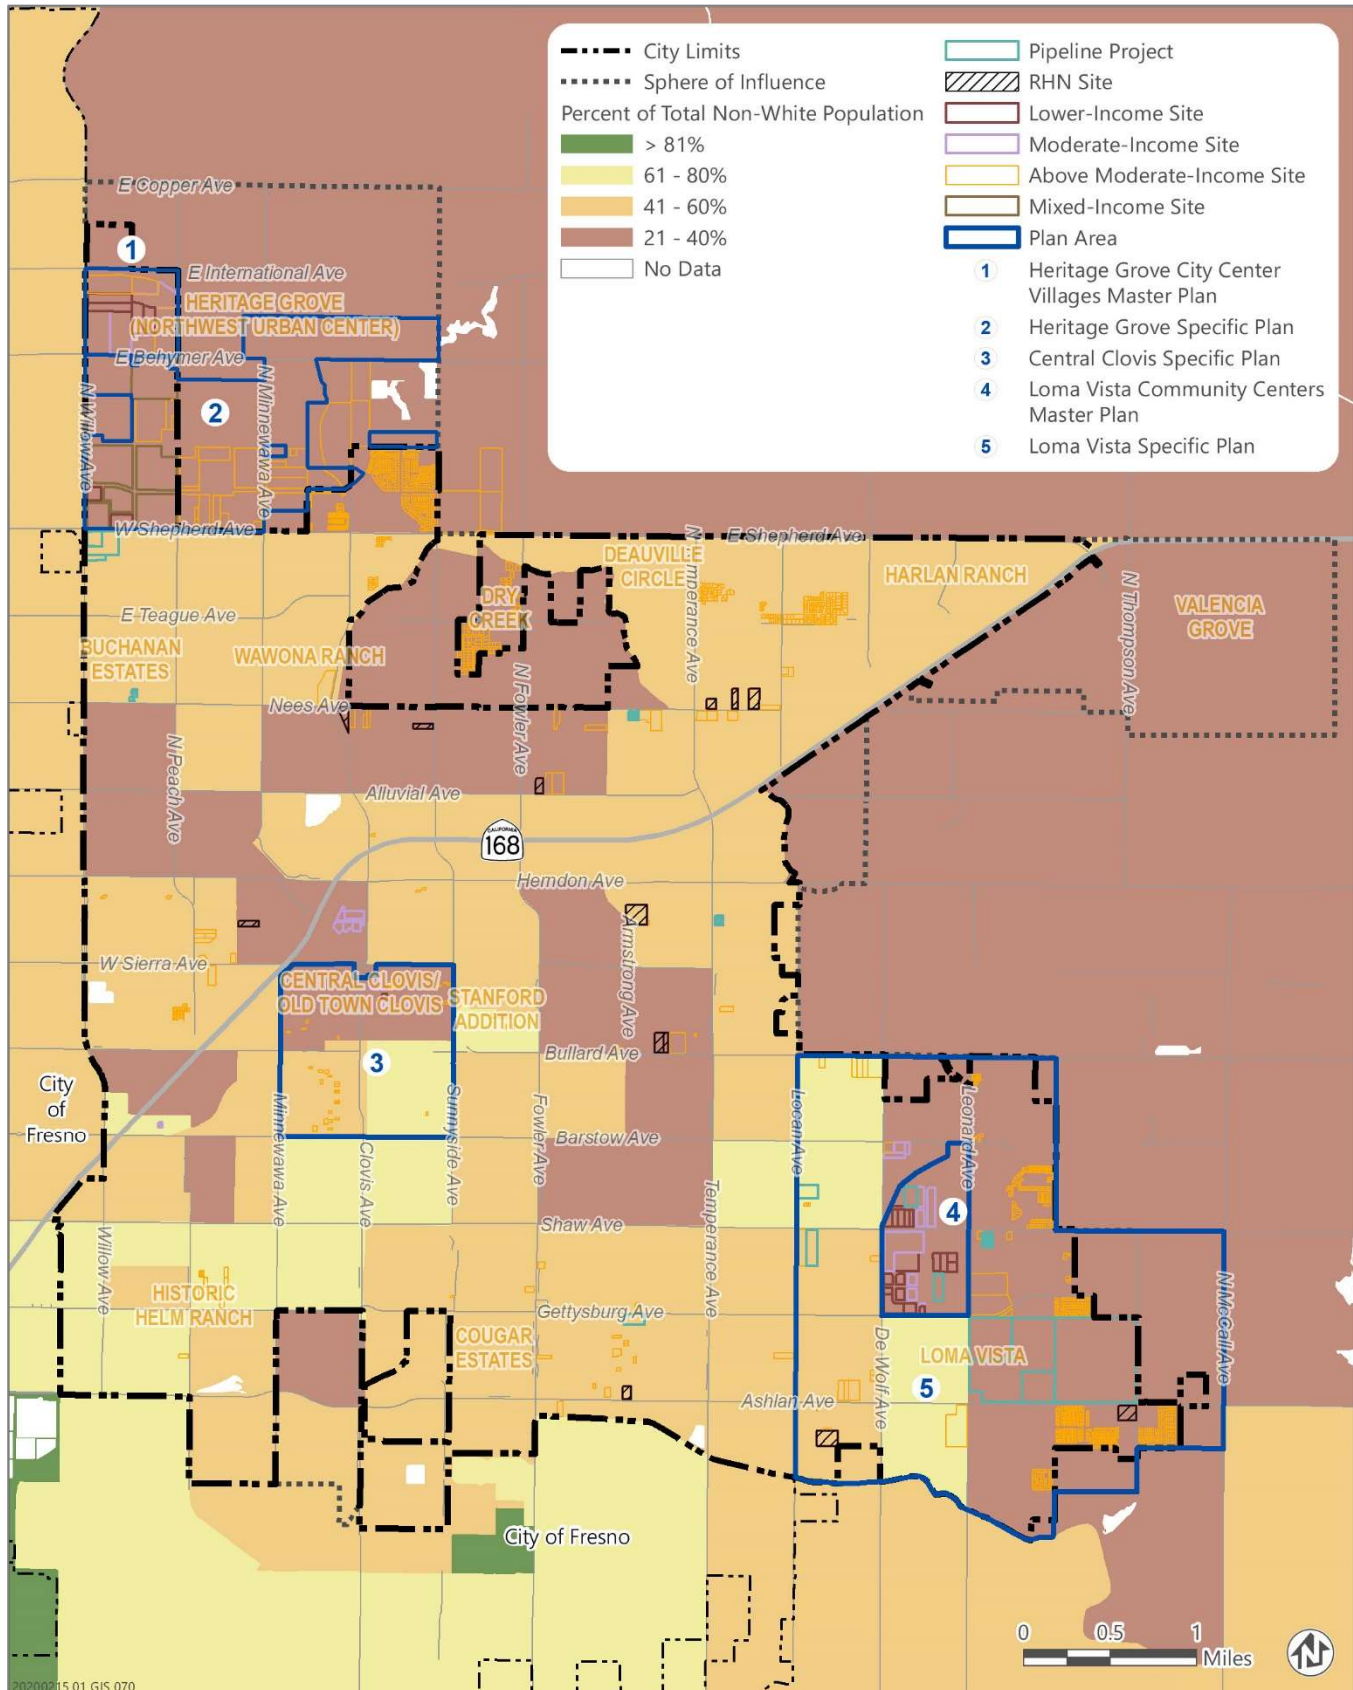 City Limits
Sphere of Influence
Percent of Total Non-White Population
> 81%
61 - 80%
41 - 60%
21 - 40%
No Data
Pipeline Project
RHN Site
Lower-Income Site
Moderate-Income Site
Above Moderate-Income Site
Mixed-Income Site
Plan Area
1 Heritage Grove City Center
Villages Master Plan
2 Heritage Grove Specific Plan
3 Central Clovis Specific Plan
4 Loma Vista Community Centers
Master Plan
5 Loma Vista Specific Plan
E Copper Ave
1
E International Ave
HERITAGE GROVE
(NORTHWEST URBAN CENTER)
E Behymer Ave
N Willow Ave
N Minnewawa Ave
2
W Shepherd Ave
E Shepherd Ave
DEAUVILLE
CIRCLE
HARLAN RANCH
DRY
CREEK
N Thompson Ave
VALENCIA
GROVE
E Teague Ave
BUCHANAN
ESTATES
WAWONA RANCH
N Fowler Ave
Nees Ave
N Peach Ave
Alluvial Ave
CALIFORNIA
168
Herndon Ave
Armstrong Ave
W Sierra Ave
CENTRAL CLOVIS/
OLD TOWN CLOVIS
STANFORD
ADDITION
Bullard Ave
3
City
of
Fresno
Minnewawa Ave
Clovis Ave
Sunnyside Ave
Fowler Ave
Barstow Ave
Temperance Ave
Locan Ave
Leonard Ave
4
Shaw Ave
Willow Ave
HISTORIC
HELM RANCH
Gettysburg Ave
COUGAR
ESTATES
De Wolf Ave
LOMA VISTA
N McCall Ave
5
Ashlan Ave
City of Fresno
0 0.5 1
Miles
N
20200215.01 GIS 070